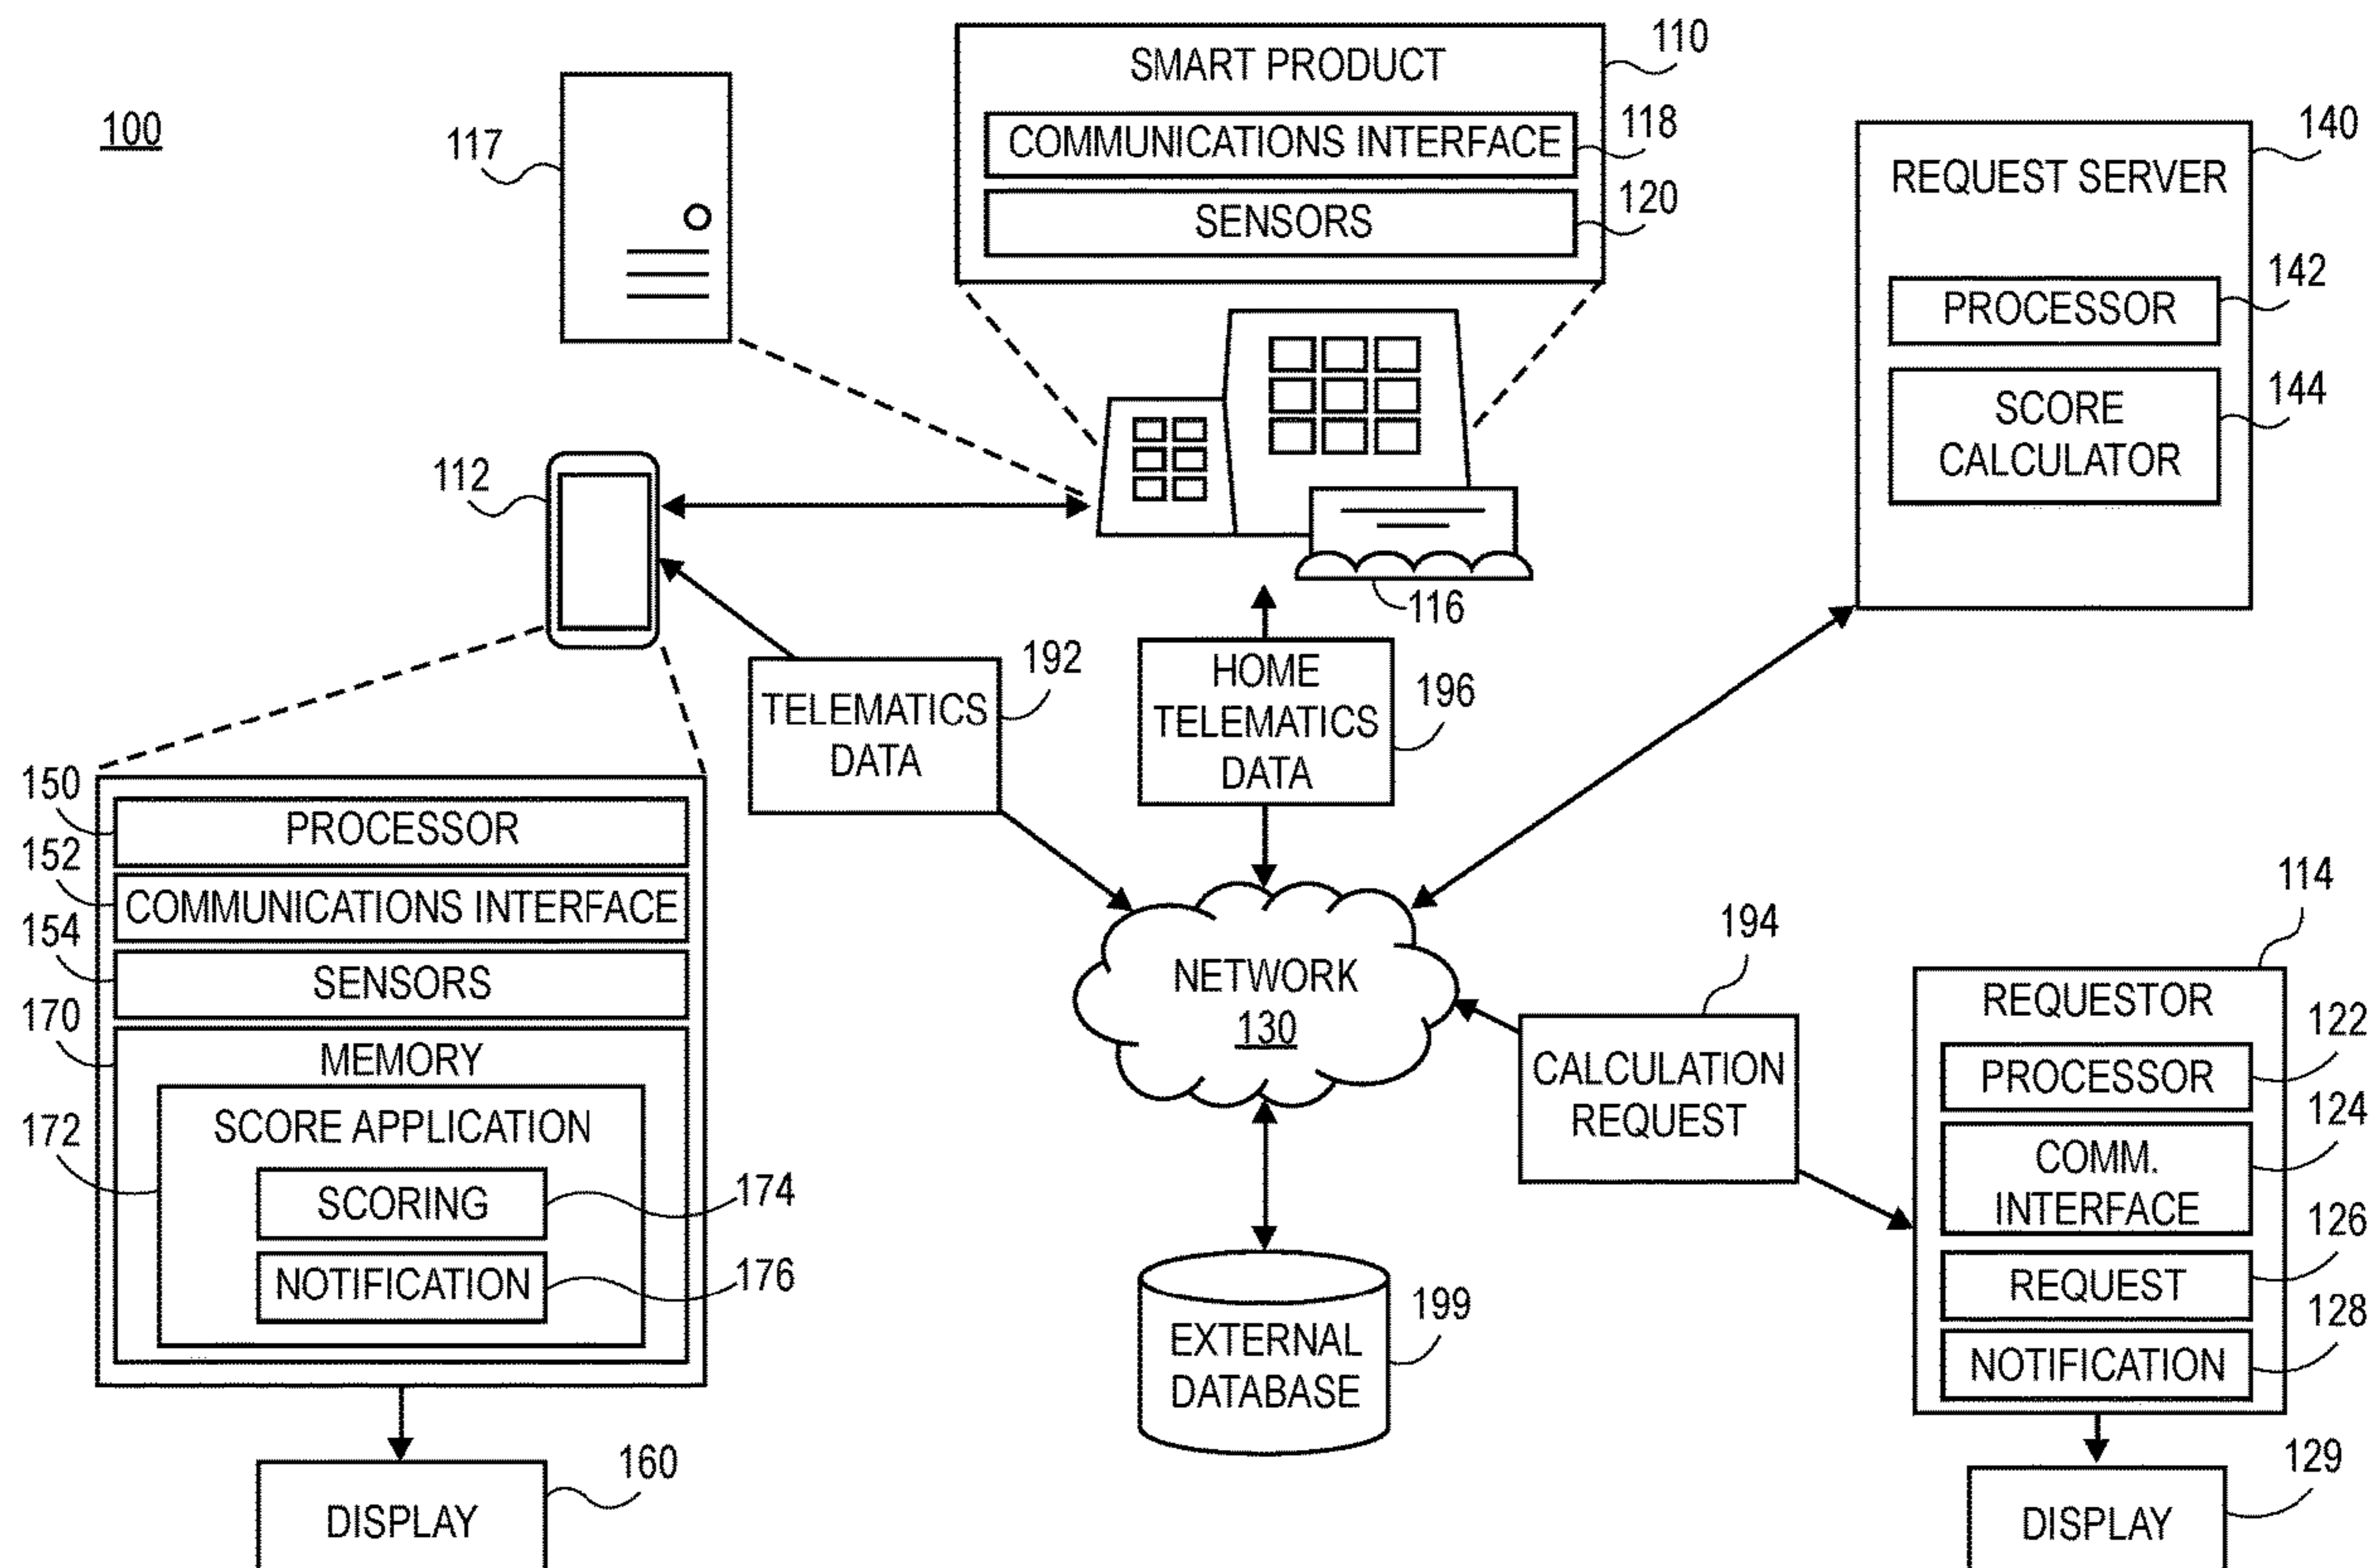 100
117
SMART PRODUCT
110
COMMUNICATIONS INTERFACE
118
SENSORS
120
REQUEST SERVER
140
PROCESSOR
142
SCORE
CALCULATOR
144
112
116
TELEMATICS
DATA
192
HOME
TELEMATICS
DATA
196
150
PROCESSOR
152
COMMUNICATIONS INTERFACE
154
SENSORS
170
MEMORY
172
SCORE APPLICATION
SCORING
174
NOTIFICATION
176
DISPLAY
160
NETWORK
130
CALCULATION
REQUEST
194
EXTERNAL
DATABASE
199
114
REQUESTOR
PROCESSOR
122
COMM.
INTERFACE
124
REQUEST
126
NOTIFICATION
128
DISPLAY
129